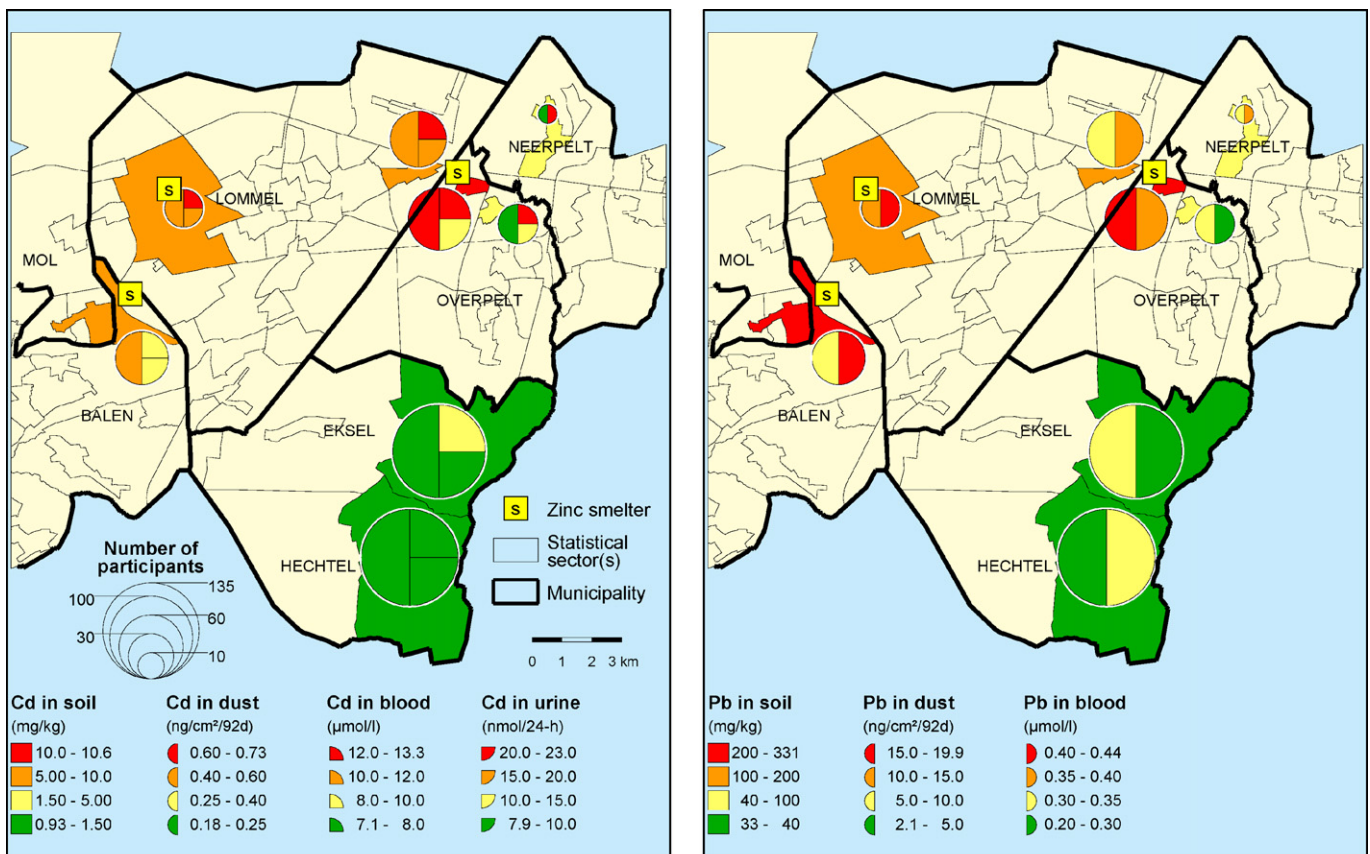 S
NEERPELT
S
LOMMEL
MOL
S
OVERPELT
BALEN
EKSEL
HECHTEL
S Zinc smelter
Statistical
sector(s)
Municipality
0 1 2 3 km
Number of
participants
135
100
60
30
10
Cd in soil
(mg/kg)
10.0 - 10.6
5.00 - 10.0
1.50 - 5.00
0.93 - 1.50
Cd in dust
(ng/cm²/92d)
0.60 - 0.73
0.40 - 0.60
0.25 - 0.40
0.18 - 0.25
Cd in blood
(µmol/l)
12.0 - 13.3
10.0 - 12.0
8.0 - 10.0
7.1 - 8.0
Cd in urine
(nmol/24-h)
20.0 - 23.0
15.0 - 20.0
10.0 - 15.0
7.9 - 10.0
S
NEERPELT
S
LOMMEL
MOL
S
OVERPELT
BALEN
EKSEL
HECHTEL
Pb in soil
(mg/kg)
200 - 331
100 - 200
40 - 100
33 - 40
Pb in dust
(ng/cm²/92d)
15.0 - 19.9
10.0 - 15.0
5.0 - 10.0
2.1 - 5.0
Pb in blood
(µmol/l)
0.40 - 0.44
0.35 - 0.40
0.30 - 0.35
0.20 - 0.30